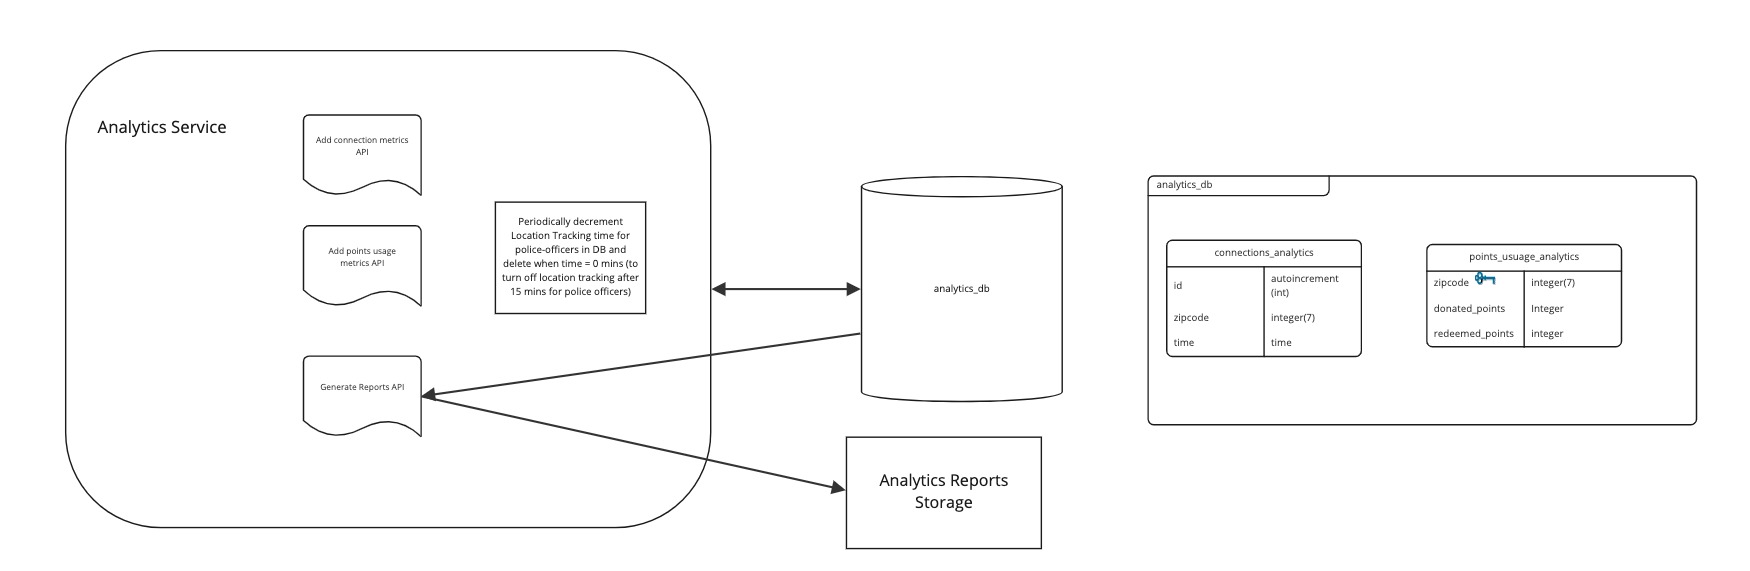 Analytics Service
Add connection metrics
API
Add points usage
metrics API
Periodically decrement
Location Tracking time for
police-officers in DB and
delete when time = 0 mins (to
turn off location tracking after
15 mins for police officers)
Generate Reports API
analytics_db
Analytics Reports
Storage
analytics_db
connections_analytics
id
autoincrement
(int)
zipcode
integer(7)
time
time
points_usuage_analytics
zipcode
integer(7)
donated_points
Integer
redeemed_points
integer